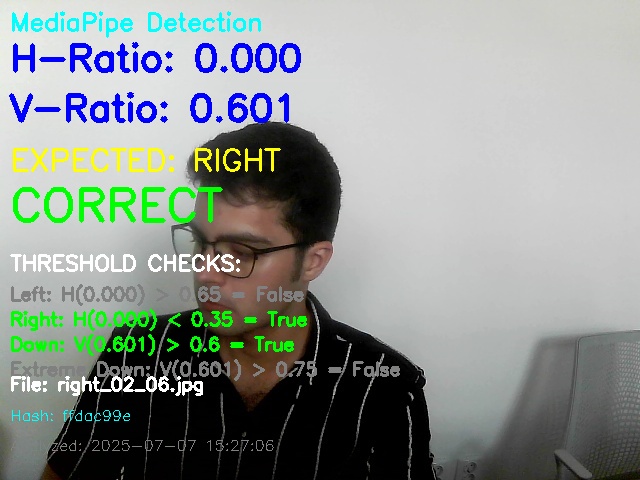 MediaPipe Detection
H-Ratio: 0.000
V-Ratio: 0.601
EXPECTED: RIGHT
CORRECT
THRESHOLD CHECKS:
Left: H(0.000) > 0.65 = False
Right: H(0.000) < 0.35 = True
Down: V(0.601) > 0.6 = True
Extreme Down: V(0.601) > 0.75 = False
File: right_02_06.jpg
Hash: ffdac99e
zed: 2025-07-07 15:27:06